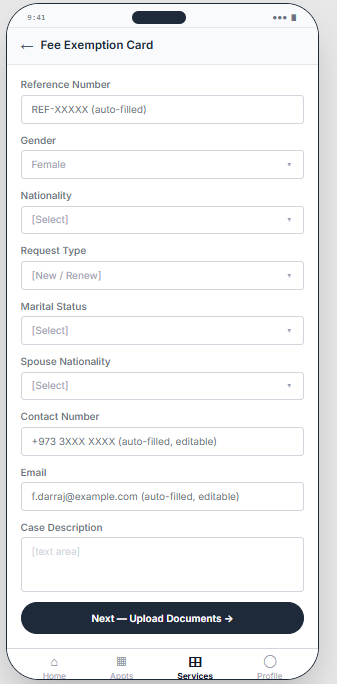 9:41
← Fee Exemption Card
Reference Number
REF-XXXXX (auto-filled)
Gender
Female
Nationality
[Select]
Request Type
[New / Renew]
Marital Status
[Select]
Spouse Nationality
[Select]
Contact Number
+973 3XXX XXXX (auto-filled, editable)
Email
f.darraj@example.com (auto-filled, editable)
Case Description
[text area]
Next — Upload Documents →
Home Appts Services Profile